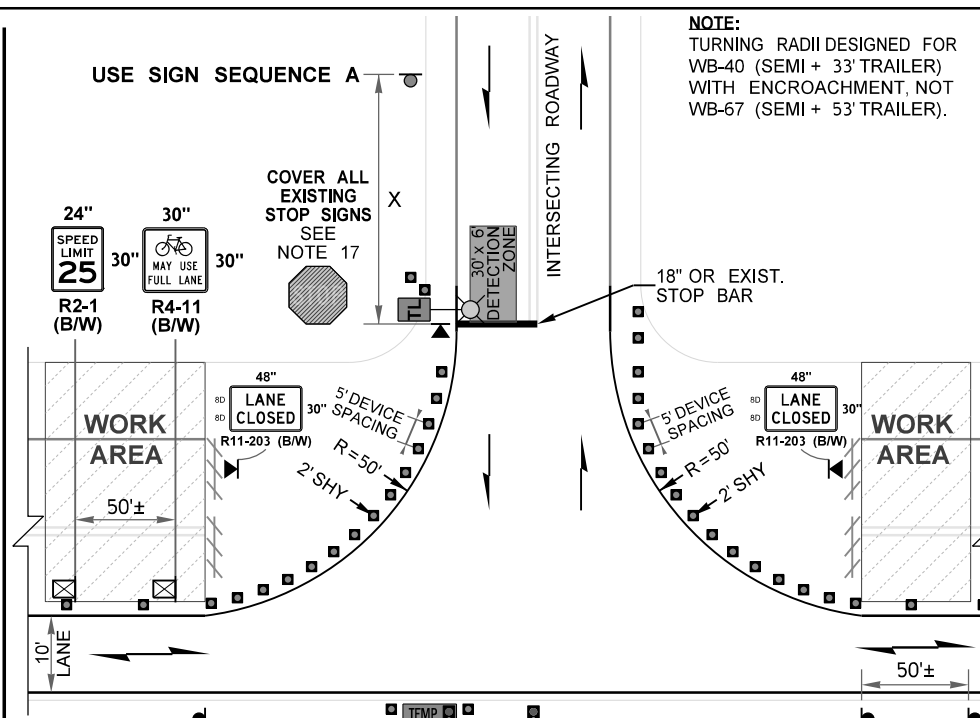 NOTE:
TURNING RADII DESIGNED FOR
WB-40 (SEMI + 33' TRAILER)
WITH ENCROACHMENT, NOT
WB-67 (SEMI + 53' TRAILER).
USE SIGN SEQUENCE A
X
COVER ALL
EXISTING
STOP SIGNS
SEE
NOTE 17
STOP
24"
SPEED
LIMIT
25
30"
R2-1
(B/W)
30"
MAY USE
FULL LANE
30"
R4-11
(B/W)
TL
30' x 6'
DETECTION
ZONE
INTERSECTING ROADWAY
18" OR EXIST.
STOP BAR
WORK
AREA
50'±
48"
8D
8D
LANE
CLOSED
30"
R11-203 (B/W)
5' DEVICE
SPACING
R=50'
2' SHY
5' DEVICE
SPACING
R=50'
2' SHY
48"
8D
8D
LANE
CLOSED
30"
R11-203 (B/W)
WORK
AREA
10'
LANE
50'±
TEMP